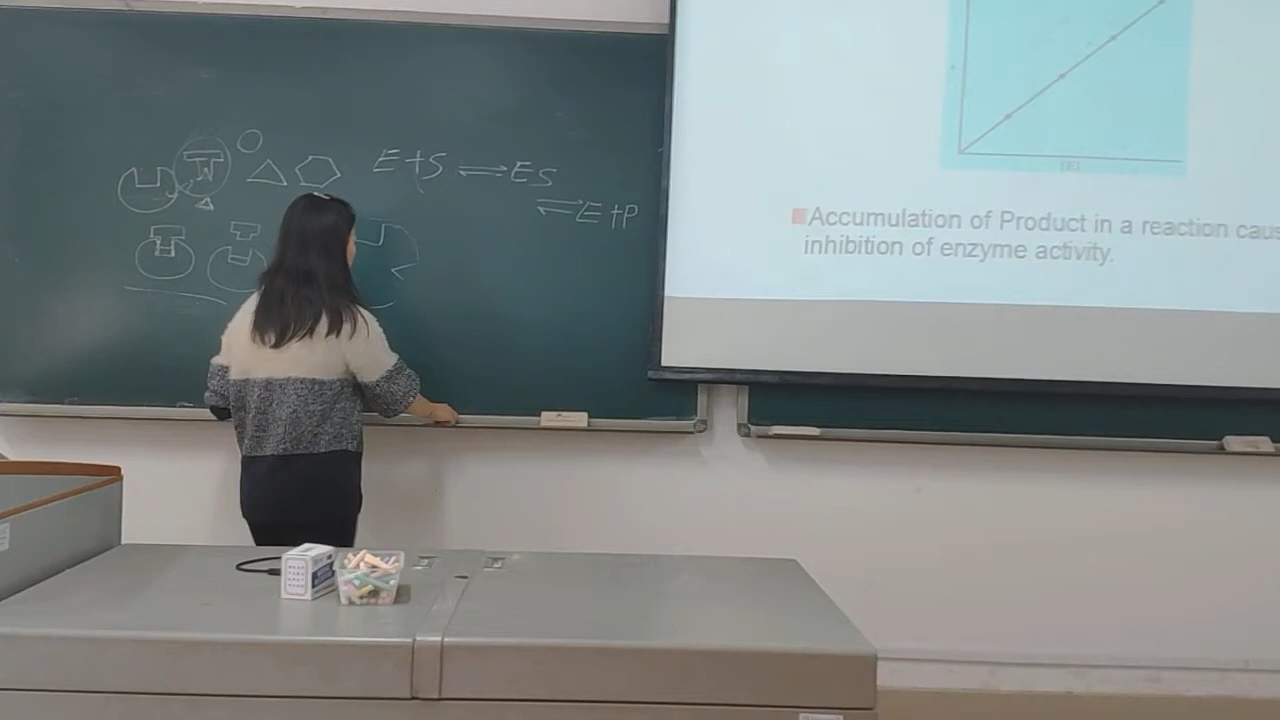 E+S ⇌ ES
⇌ E+P
[E]
Accumulation of Product in a reaction caus
inhibition of enzyme activity.